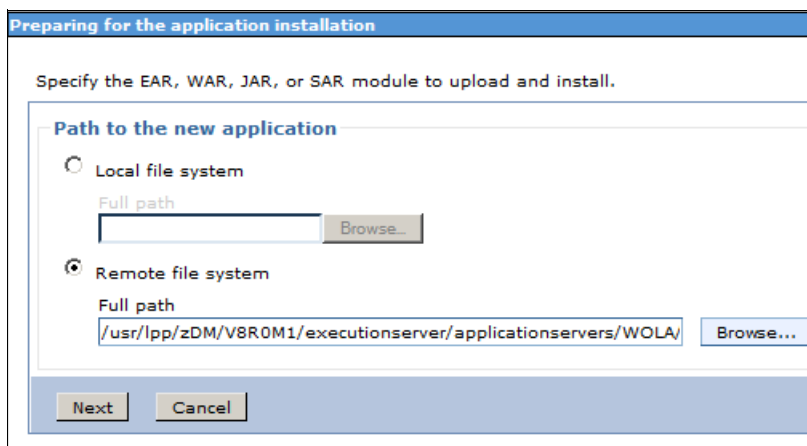 Preparing for the application installation
Specify the EAR, WAR, JAR, or SAR module to upload and install.
Path to the new application
Local file system
Full path
Browse...
Remote file system
Full path
/usr/lpp/zDM/V8R0M1/executionserver/applicationservers/WOLA/
Browse...
Next Cancel